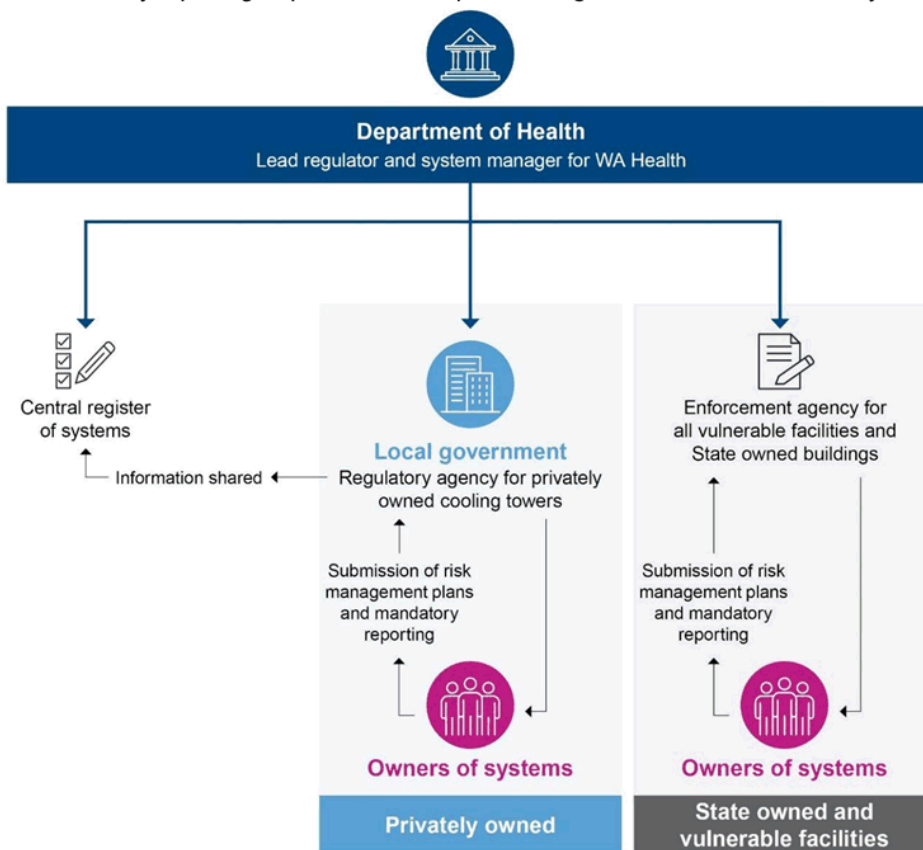 Department of Health
Lead regulator and system manager for WA Health
Central register
of systems
Information shared
Local government
Regulatory agency for privately
owned cooling towers
Submission of risk
management plans
and mandatory
reporting
Owners of systems
Privately owned
Enforcement agency for
all vulnerable facilities and
State owned buildings
Submission of risk
management plans
and mandatory
reporting
Owners of systems
State owned and
vulnerable facilities